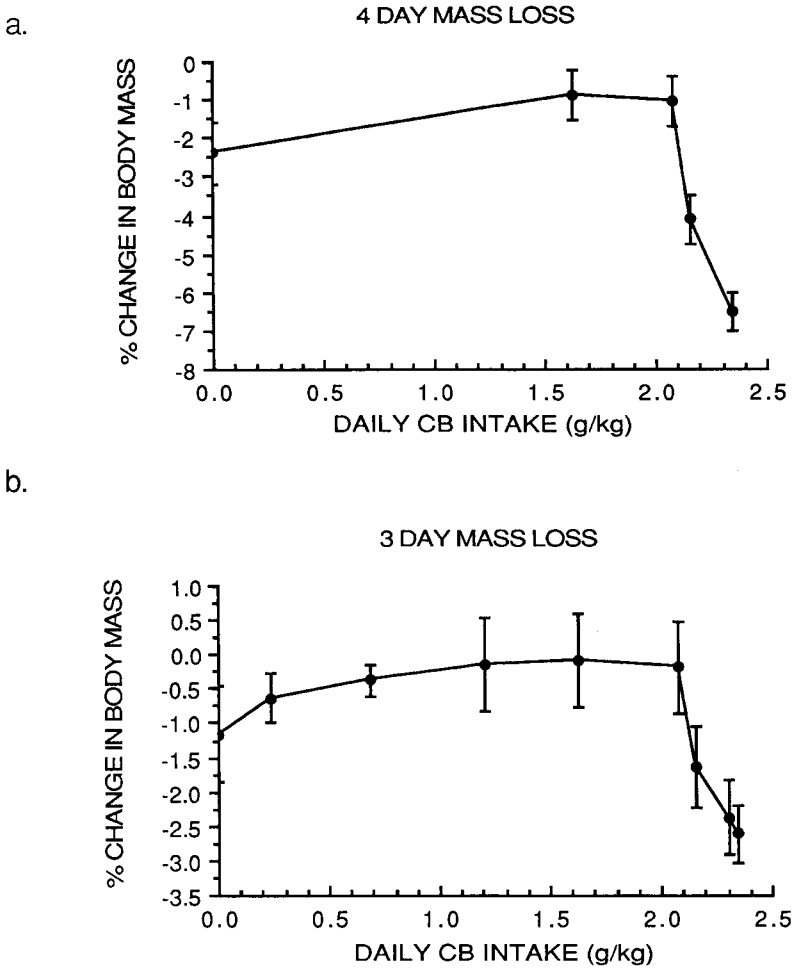 a.
4 DAY MASS LOSS
% CHANGE IN BODY MASS
0
-1
-2
-3
-4
-5
-6
-7
-8
0.0 0.5 1.0 1.5 2.0 2.5
DAILY CB INTAKE (g/kg)
b.
3 DAY MASS LOSS
% CHANGE IN BODY MASS
1.0
0.5
0.0
-0.5
-1.0
-1.5
-2.0
-2.5
-3.0
-3.5
0.0 0.5 1.0 1.5 2.0 2.5
DAILY CB INTAKE (g/kg)